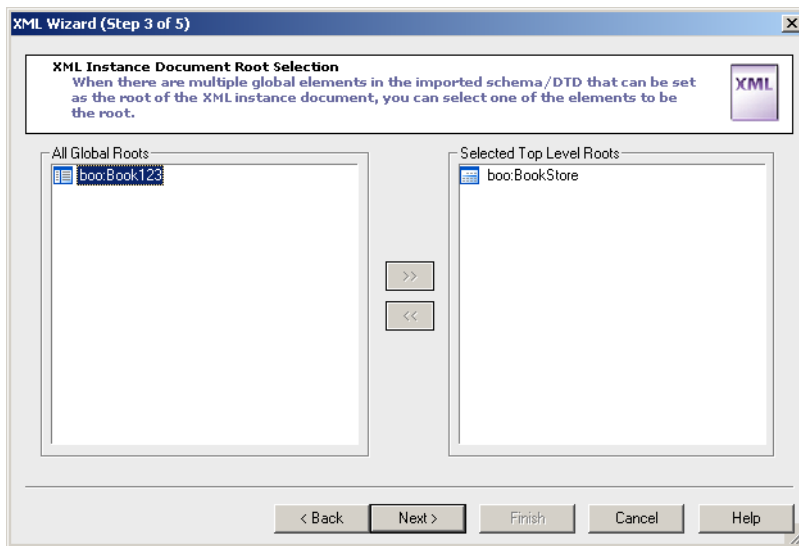 XML Wizard (Step 3 of 5)
XML Instance Document Root Selection
When there are multiple global elements in the imported schema/DTD that can be set
as the root of the XML instance document, you can select one of the elements to be
the root.
XML
All Global Roots
boo:Book123
>>
<<
Selected Top Level Roots
boo:BookStore
< Back
Next >
Finish
Cancel
Help